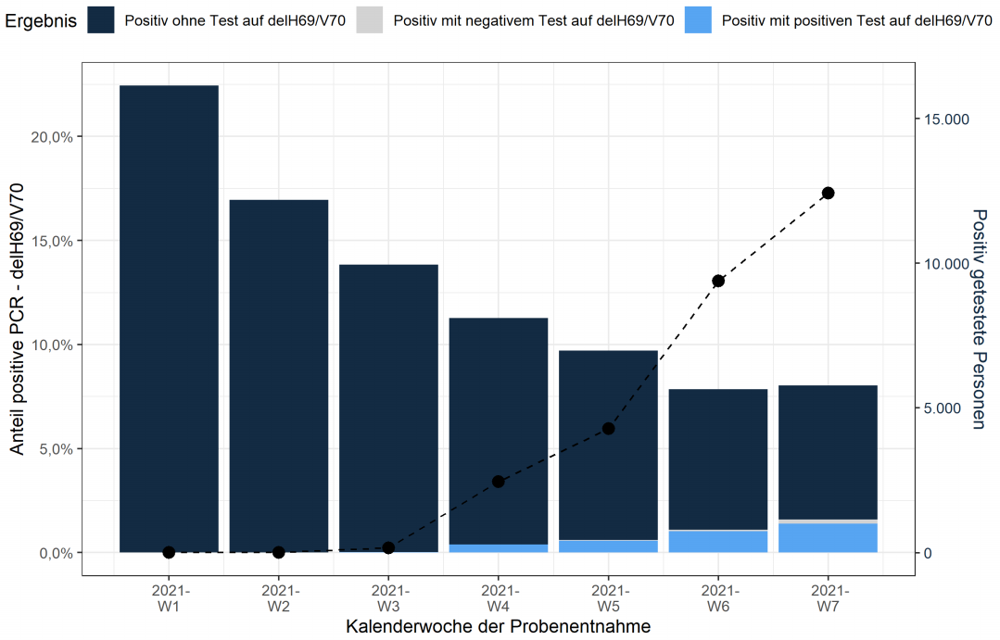 Ergebnis Positiv ohne Test auf delH69/V70 Positiv mit negativem Test auf delH69/V70 Positiv mit positiven Test auf delH69/V70
Anteil positive PCR - delH69/V70
20,0%
15,0%
10,0%
5,0%
0,0%
15.000
10.000
5.000
0
Positiv getestete Personen
2021-
W1
2021-
W2
2021-
W3
2021-
W4
2021-
W5
2021-
W6
2021-
W7
Kalenderwoche der Probenentnahme